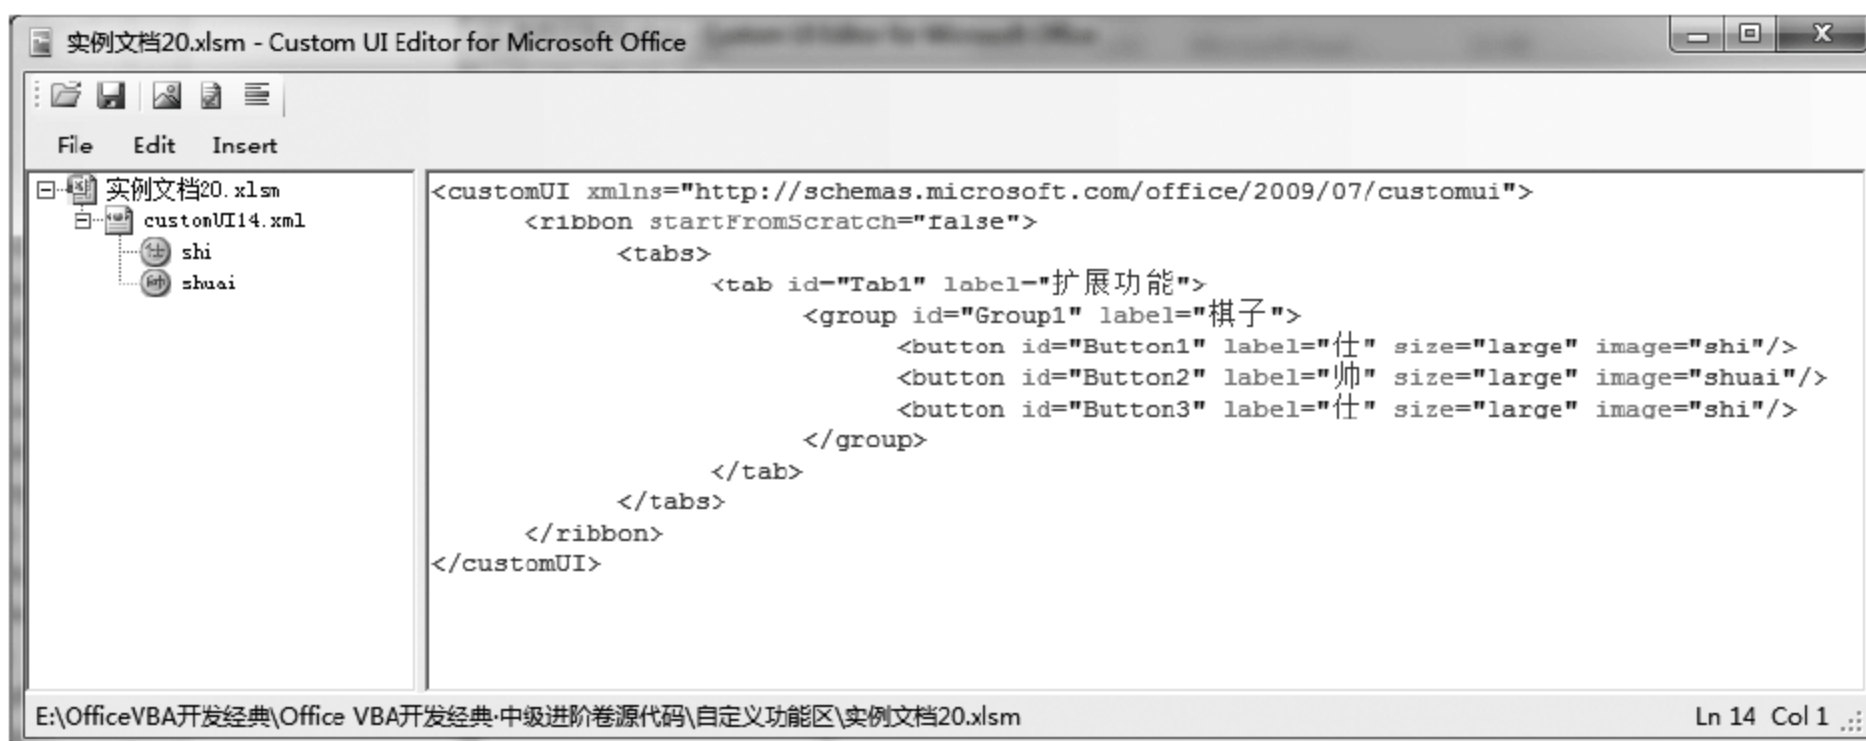 实例文档20.xlsm - Custom UI Editor for Microsoft Office
File Edit Insert
实例文档20.xlsm
customUI14.xml
shi
shuai
<customUI xmlns="http://schemas.microsoft.com/office/2009/07/customui">
<ribbon startFromScratch="false">
<tabs>
<tab id="Tab1" label="扩展功能">
<group id="Group1" label="棋子">
<button id="Button1" label="仕" size="large" image="shi"/>
<button id="Button2" label="帅" size="large" image="shuai"/>
<button id="Button3" label="仕" size="large" image="shi"/>
</group>
</tab>
</tabs>
</ribbon>
</customUI>
E:\OfficeVBA开发经典\Office VBA开发经典·中级进阶卷源代码\自定义功能区\实例文档20.xlsm
Ln 14 Col 1